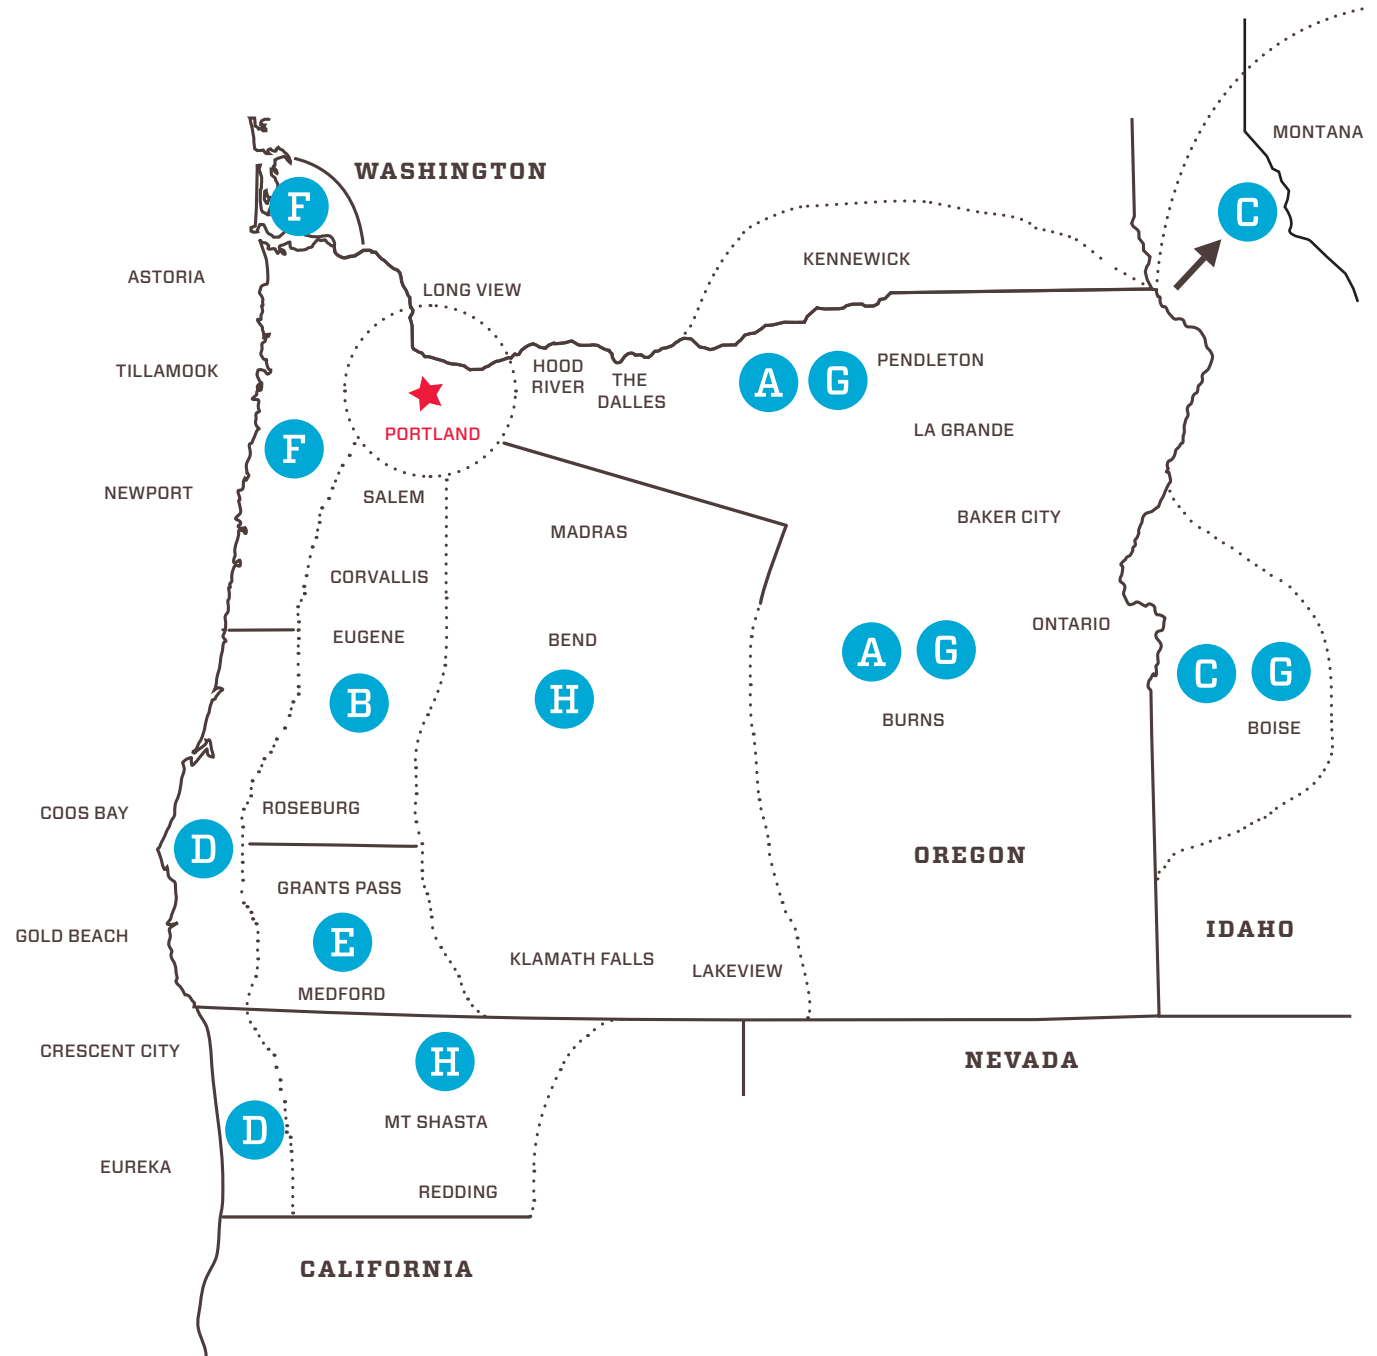 MONTANA
WASHINGTON
F
C
KENNEWICK
ASTORIA
LONG VIEW
TILLAMOOK
HOOD
RIVER
THE
DALLES
A
G
PENDLETON
PORTLAND
LA GRANDE
F
NEWPORT
SALEM
MADRAS
BAKER CITY
CORVALLIS
EUGENE
BEND
ONTARIO
B
H
A
G
C
G
BURNS
BOISE
COOS BAY
ROSEBURG
D
OREGON
GRANTS PASS
GOLD BEACH
E
IDAHO
KLAMATH FALLS
LAKEVIEW
MEDFORD
CRESCENT CITY
H
NEVADA
D
MT SHASTA
EUREKA
REDDING
CALIFORNIA